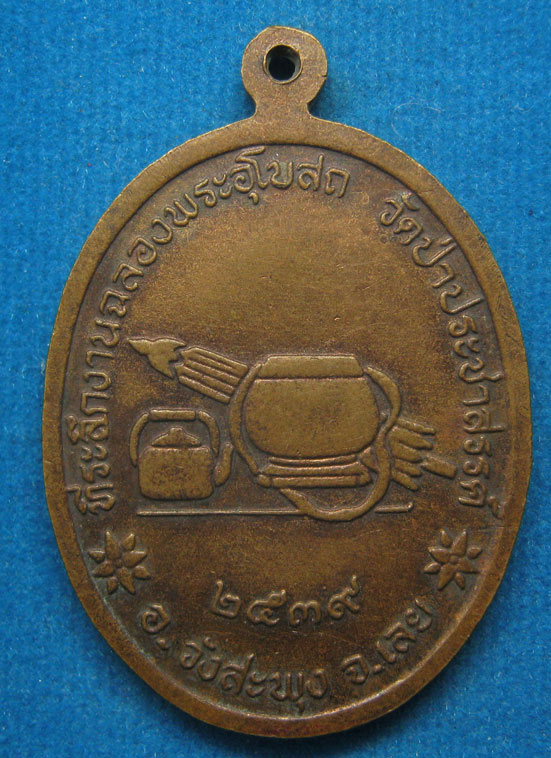 ที่ระลึกงานฉลองพระอุโบสถ วัดป่าประชาสรรค์
๒๕๓๙
อ.วังสะพุง จ.เลย